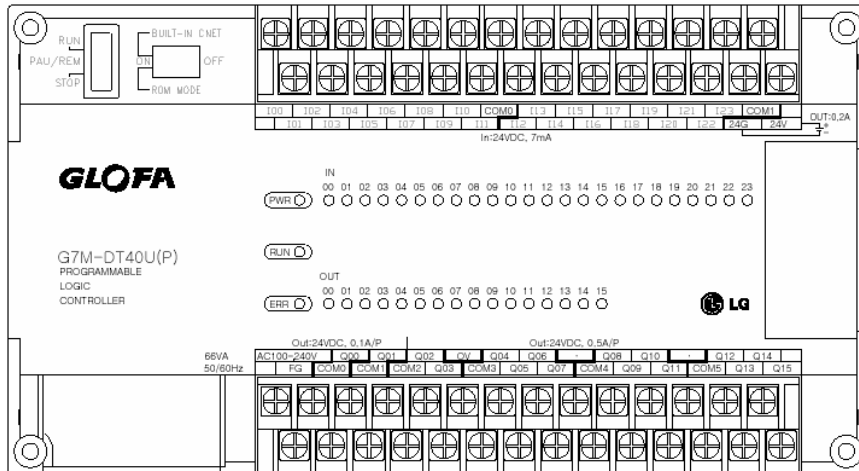 RUN
PAU/REM
STOP
BUILT-IN CNET
ON OFF
ROM MODE
I00 I02 I04 I06 I08 I10 COM0 I13 I15 I17 I19 I21 I23 COM1
I01 I03 I05 I07 I09 I11 I12 I14 I16 I18 I20 I22 24G 24V
OUT:0.2A
+
-
In:24VDC, 7mA
GLOFA
G7M-DT40U(P)
PROGRAMMABLE
LOGIC
CONTROLLER
IN
00 01 02 03 04 05 06 07 08 09 10 11 12 13 14 15 16 17 18 19 20 21 22 23
PWR
RUN
OUT
00 01 02 03 04 05 06 07 08 09 10 11 12 13 14 15
ERR
LG
Out:24VDC, 0.1A/P Out:24VDC, 0.5A/P
66VA
50/60Hz
AC100-240V Q00 Q01 Q02 0V Q04 Q06 · Q08 Q10 · Q12 Q14
FG COM0 COM1 COM2 Q03 COM3 Q05 Q07 COM4 Q09 Q11 COM5 Q13 Q15